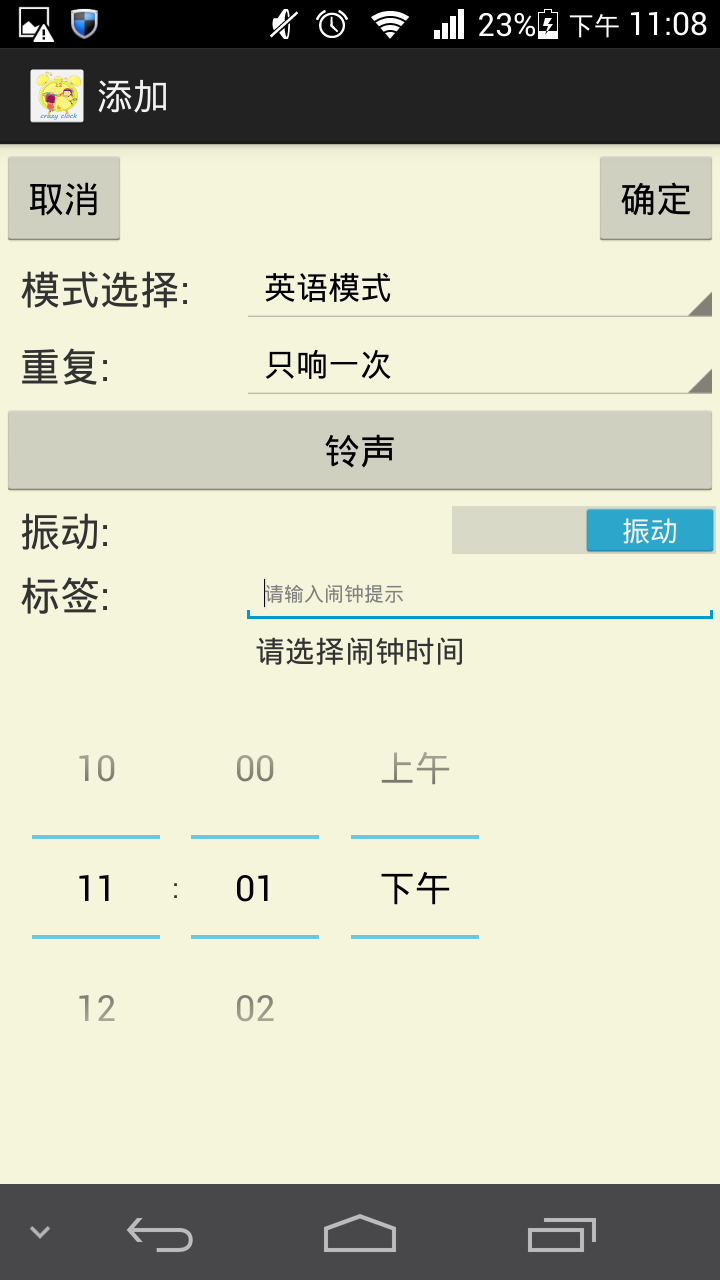 23% 下午 11:08
crazy clock 添加
取消 确定
模式选择: 英语模式
重复: 只响一次
铃声
振动: 振动
标签: 请输入闹钟提示
请选择闹钟时间
10 00 上午
11 : 01 下午
12 02